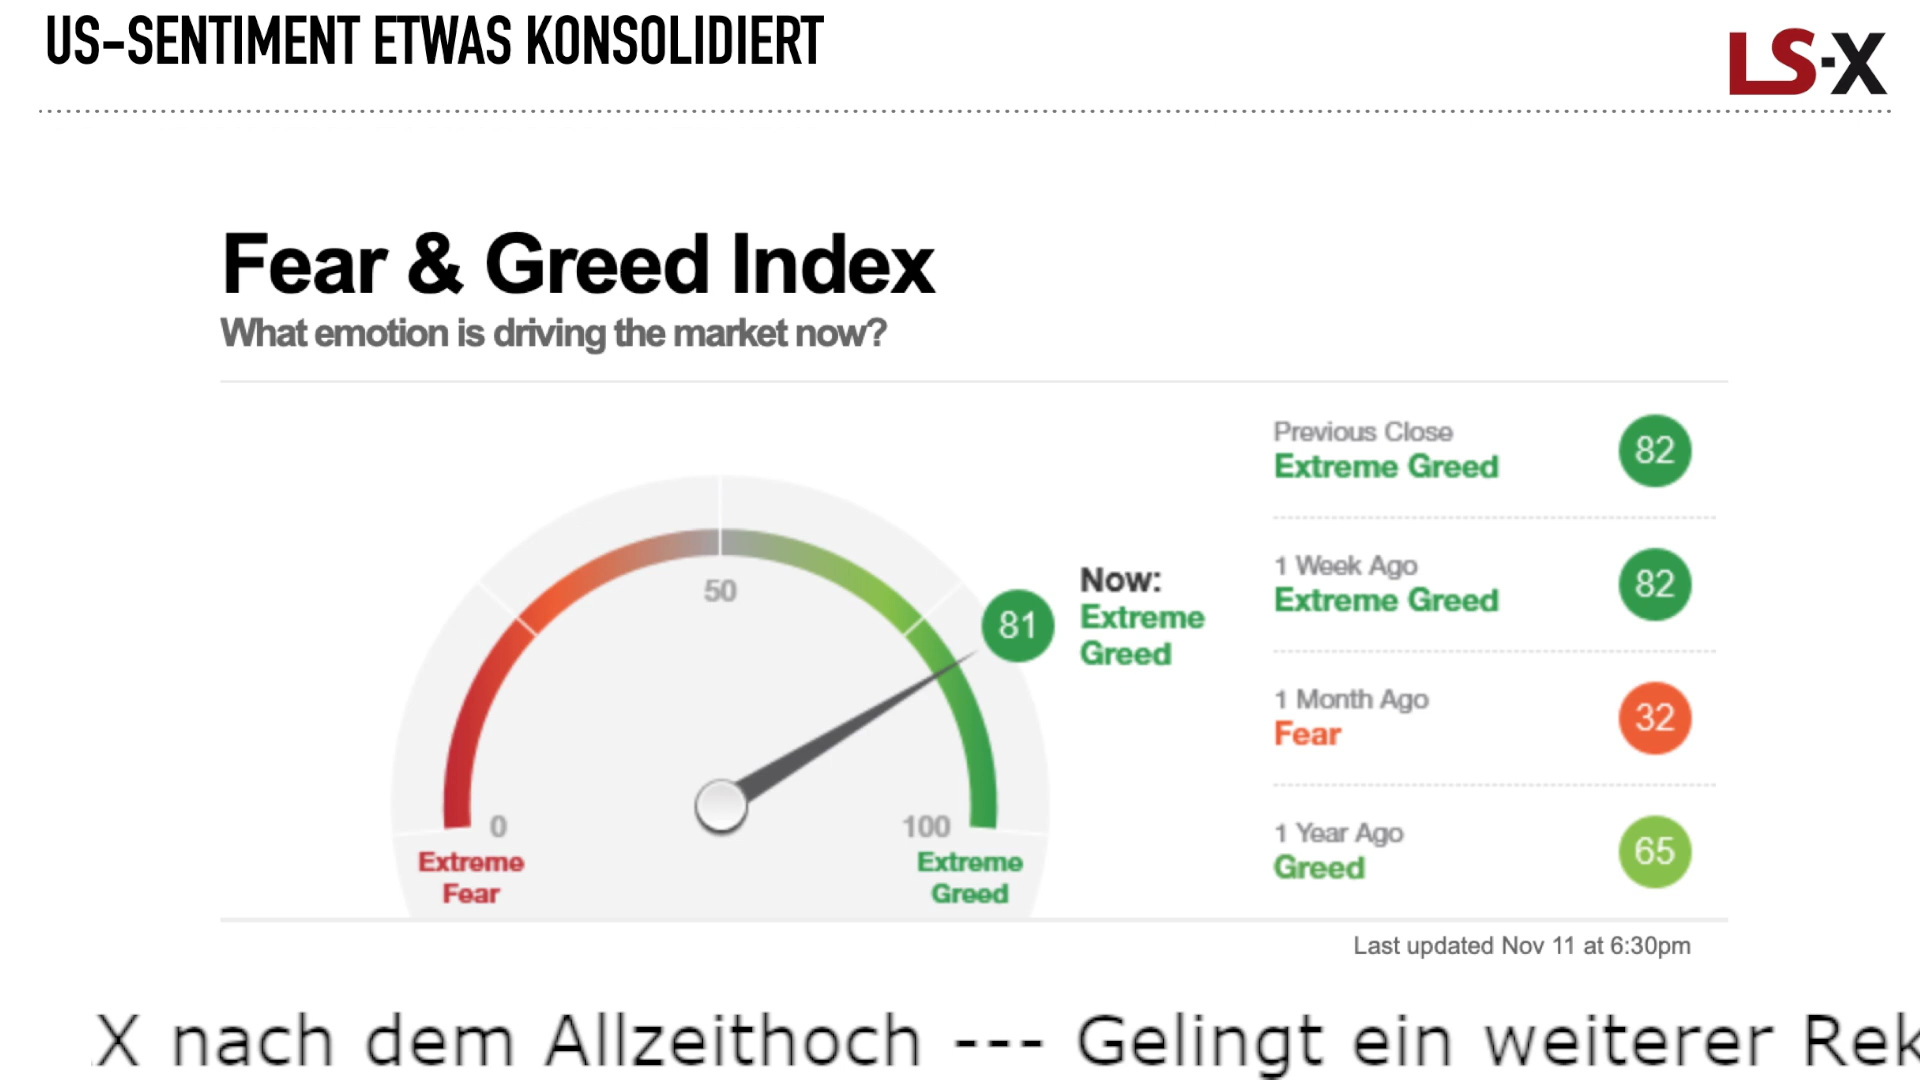 US-SENTIMENT ETWAS KONSOLIDIERT
LS-X
Fear & Greed Index
What emotion is driving the market now?
Previous Close
Extreme Greed
82
1 Week Ago
Extreme Greed
82
1 Month Ago
Fear
32
1 Year Ago
Greed
65
Now:
Extreme
Greed
81
50
0
100
Extreme
Fear
Extreme
Greed
Last updated Nov 11 at 6:30pm
X nach dem Allzeithoch --- Gelingt ein weiterer Rek